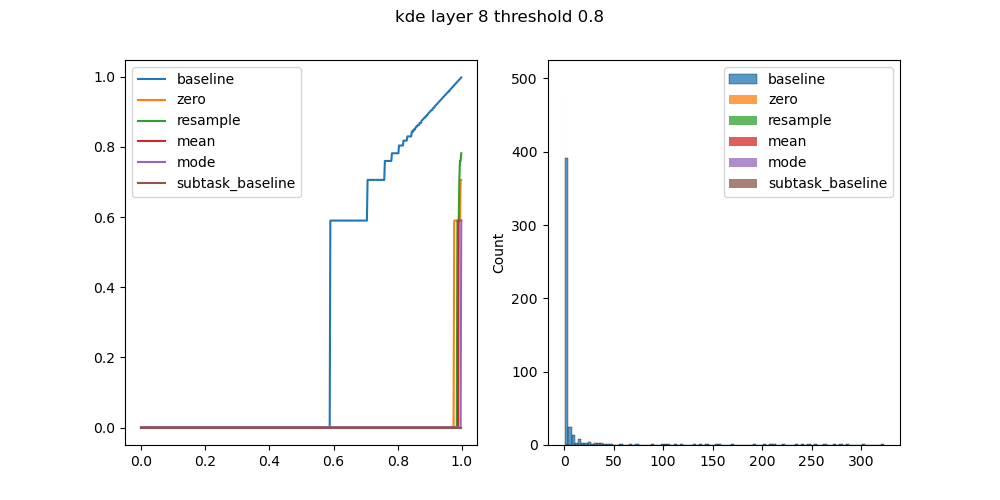 kde layer 8 threshold 0.8
baseline
zero
resample
mean
mode
subtask_baseline
1.0
0.8
0.6
0.4
0.2
0.0
0.0 0.2 0.4 0.6 0.8 1.0
baseline
zero
resample
mean
mode
subtask_baseline
Count
500
400
300
200
100
0
0 50 100 150 200 250 300